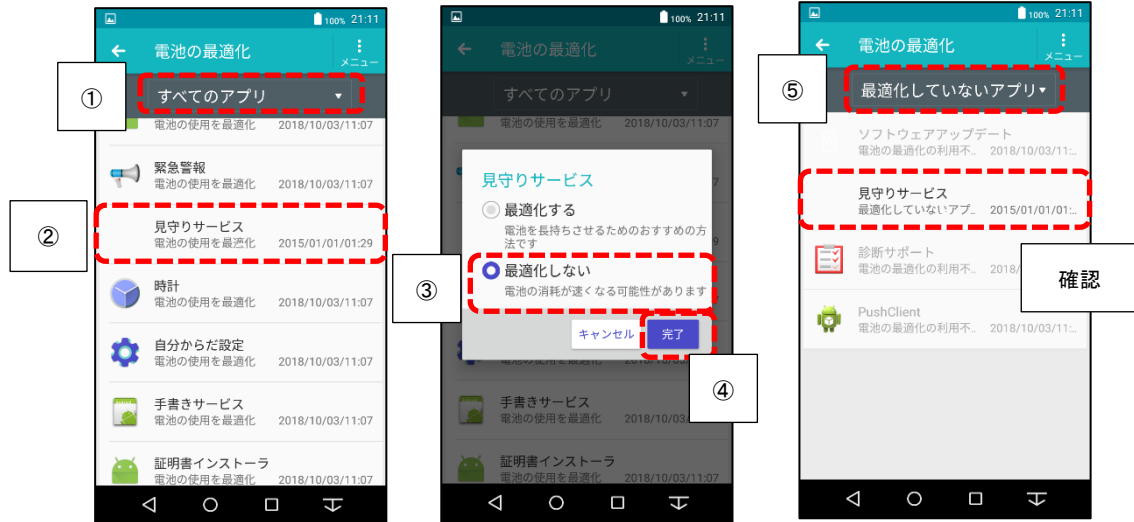 100% 21:11
電池の最適化
メニュー
①
すべてのアプリ
電池の使用を最適化 2018/10/03/11:07
緊急警報
電池の使用を最適化 2018/10/03/11:07
②
見守りサービス
電池の使用を最適化 2015/01/01/01:29
時計
電池の使用を最適化 2018/10/03/11:07
自分からだ設定
電池の使用を最適化 2018/10/03/11:07
手書きサービス
電池の使用を最適化 2018/10/03/11:07
証明書インストーラ
電池の使用を最適化 2018/10/03/11:07
100% 21:11
電池の最適化
メニュー
すべてのアプリ
電池の使用を最適化 2018/10/03/11:07
見守りサービス
最適化する
電池を長持ちさせるためのおすすめの方
法です
③
最適化しない
電池の消耗が速くなる可能性があります
キャンセル 完了
④
手書きサービス
電池の使用を最適化 2018/10/03/
証明書インストーラ
電池の使用を最適化 2018/10/03/11:07
100% 21:11
電池の最適化
メニュー
⑤
最適化していないアプリ
ソフトウェアアップデート
電池の最適化の利用不.. 2018/10/03/11:..
見守りサービス
最適化していないアプ.. 2015/01/01/01:..
診断サポート
電池の最適化の利用不.. 2018/
確認
PushClient
電池の最適化の利用不.. 2018/10/03/11:..